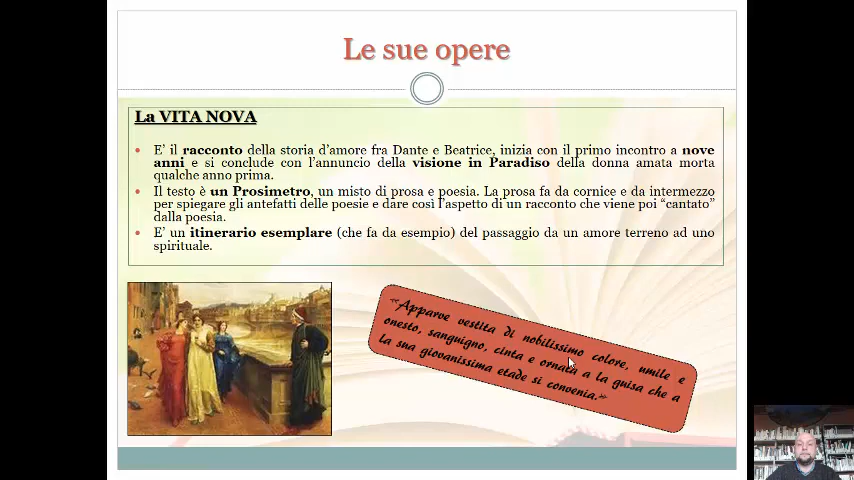 Le sue opere
La VITA NOVA
E' il racconto della storia d'amore fra Dante e Beatrice, inizia con il primo incontro a nove
anni e si conclude con l'annuncio della visione in Paradiso della donna amata morta
qualche anno prima.
Il testo è un Prosimetro, un misto di prosa e poesia. La prosa fa da cornice e da intermezzo
per spiegare gli antefatti delle poesie e dare così l'aspetto di un racconto che viene poi “cantato”
dalla poesia.
E' un itinerario esemplare (che fa da esempio) del passaggio da un amore terreno ad uno
spirituale.
“Apparve vestita di nobilissimo colore, umile e
onesto, sanguigno, cinta e ornata a la guisa che a
la sua giovanissima etade si convenia.”